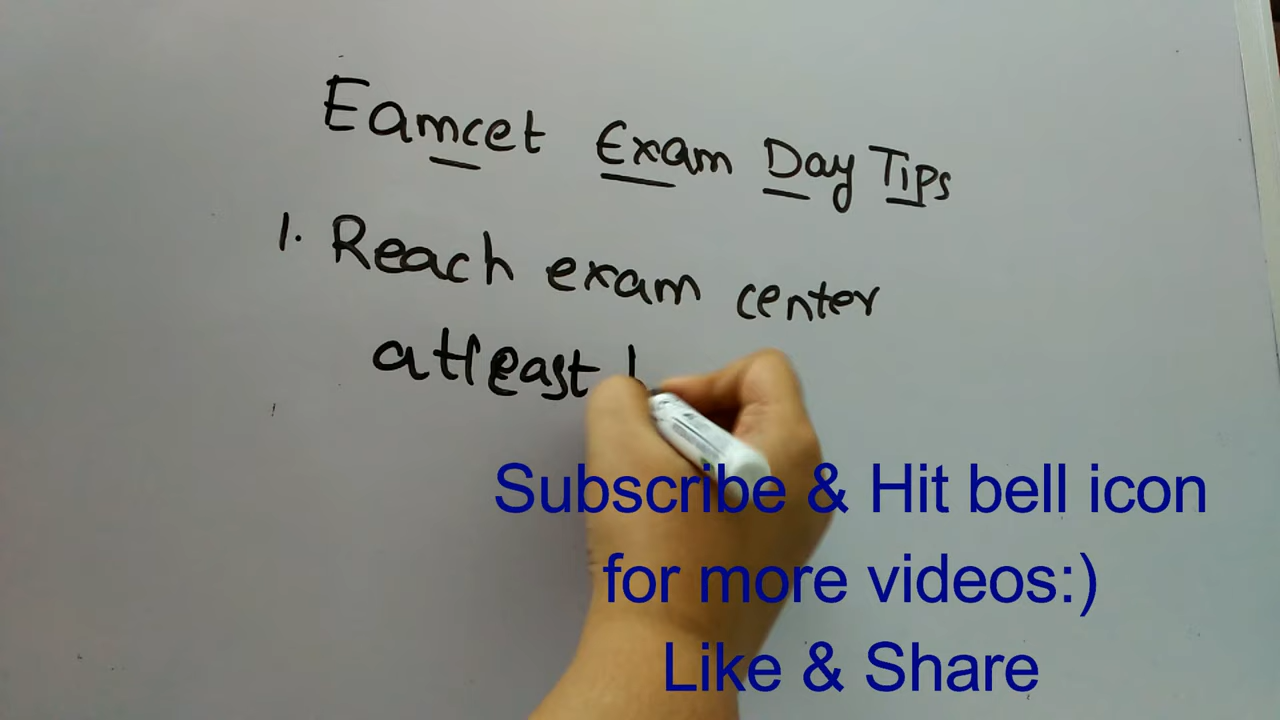 Eamcet Exam Day Tips
1. Reach exam center
atleast
Subscribe & Hit bell icon
for more videos:)
Like & Share